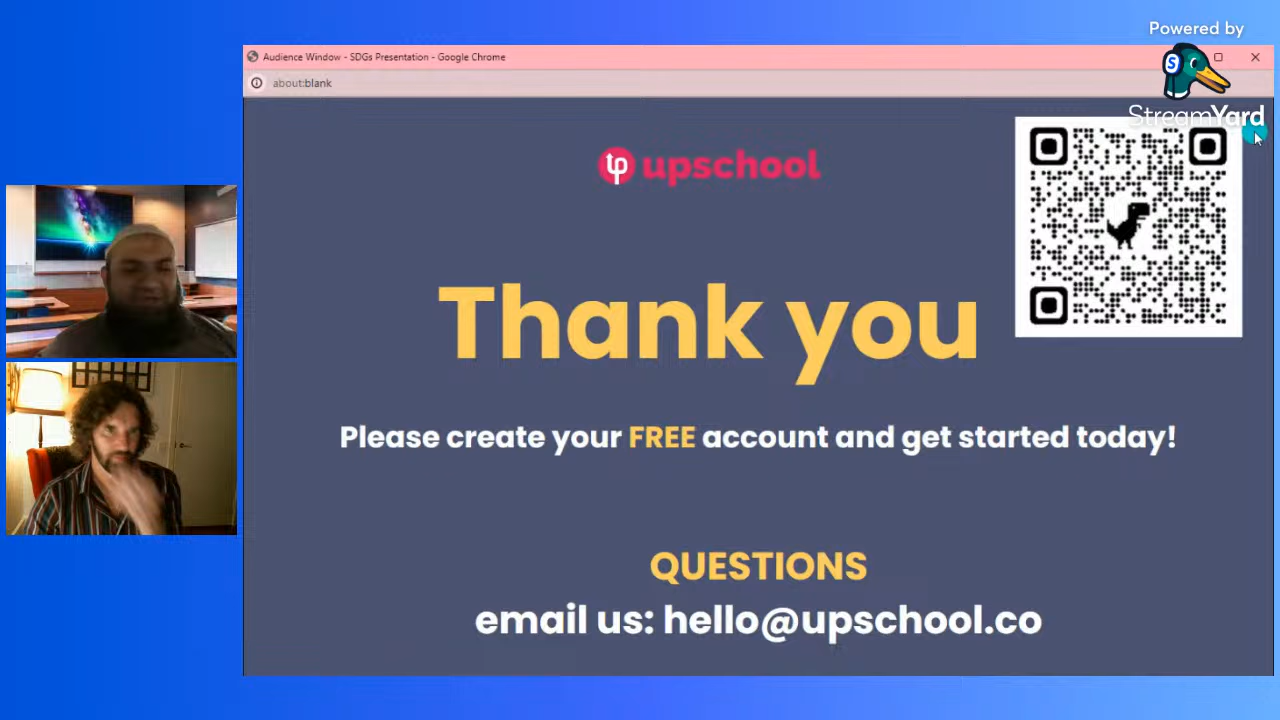 Powered by
StreamYard
Audience Window - SDGs Presentation - Google Chrome
about:blank
upschool
Thank you
Please create your FREE account and get started today!
QUESTIONS
email us: hello@upschool.co